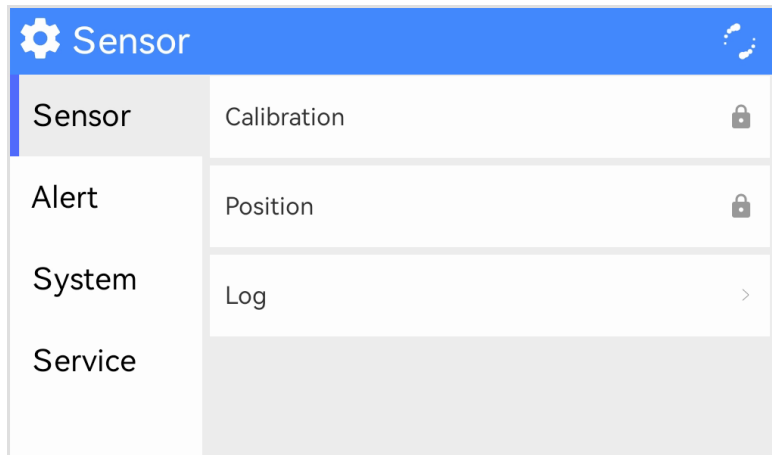 Sensor
Sensor
Alert
System
Service
Calibration
Position
Log